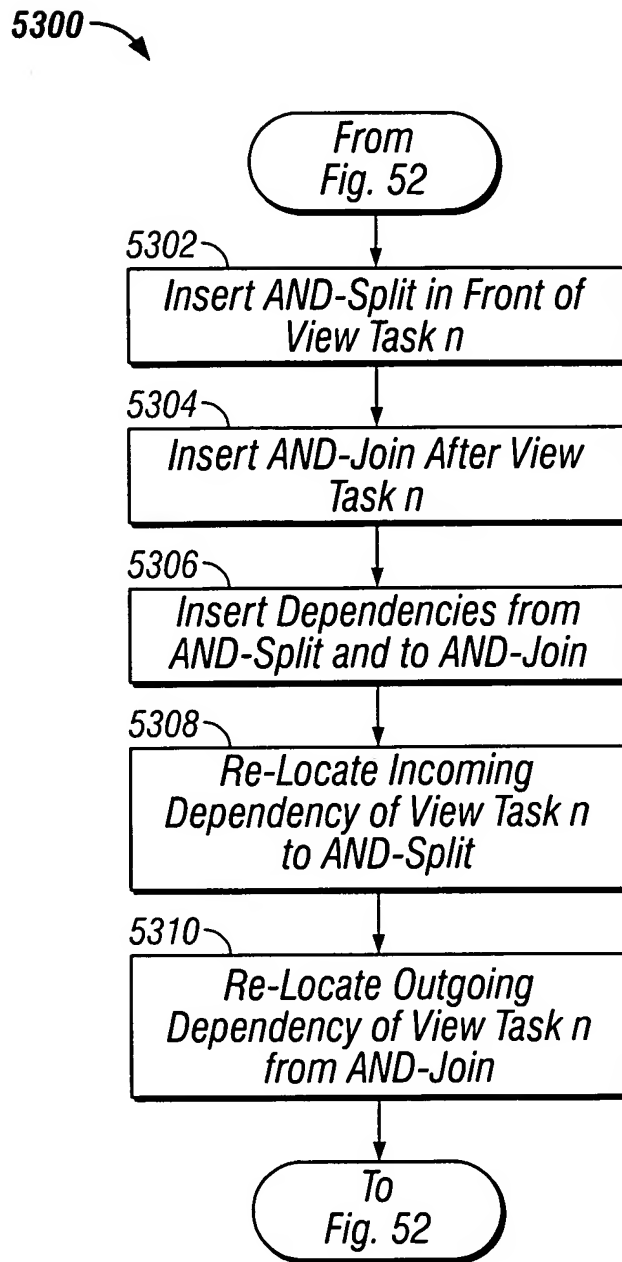 5300
From
Fig. 52
5302
Insert AND-Split in Front of
View Task n
5304
Insert AND-Join After View
Task n
5306
Insert Dependencies from
AND-Split and to AND-Join
5308
Re-Locate Incoming
Dependency of View Task n
to AND-Split
5310
Re-Locate Outgoing
Dependency of View Task n
from AND-Join
To
Fig. 52